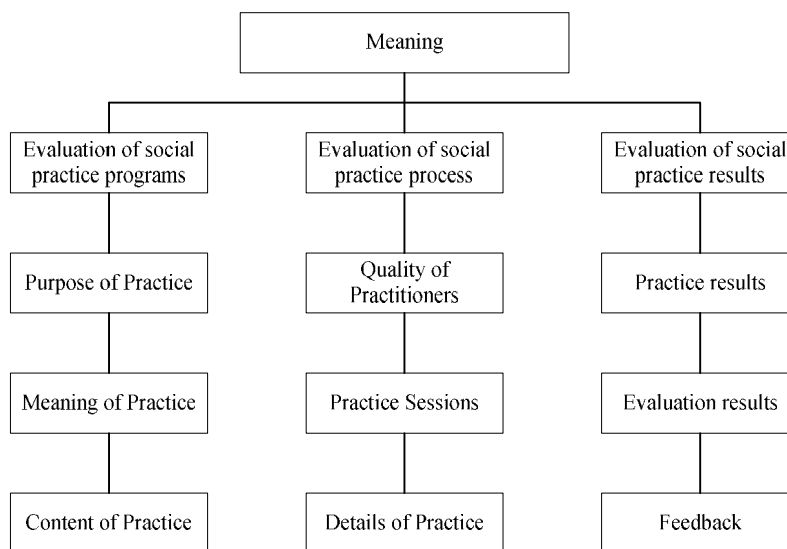 Meaning
Evaluation of social
practice programs
Evaluation of social
practice process
Evaluation of social
practice results
Purpose of Practice
Quality of
Practitioners
Practice results
Meaning of Practice
Practice Sessions
Evaluation results
Content of Practice
Details of Practice
Feedback